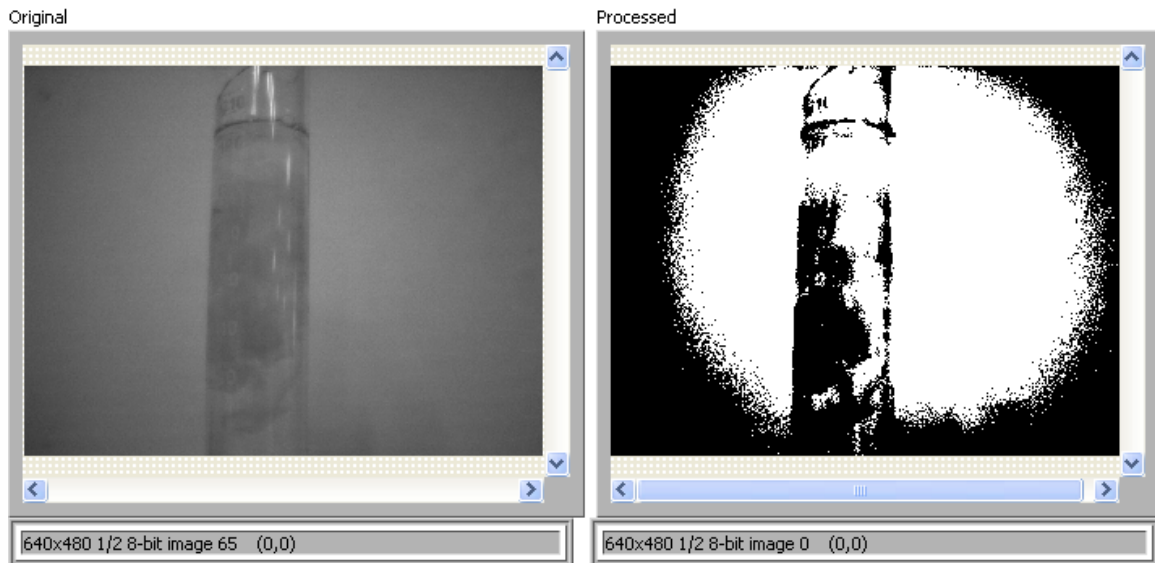 Original
Processed
640x480 1/2 8-bit image 65 (0,0)
640x480 1/2 8-bit image 0 (0,0)